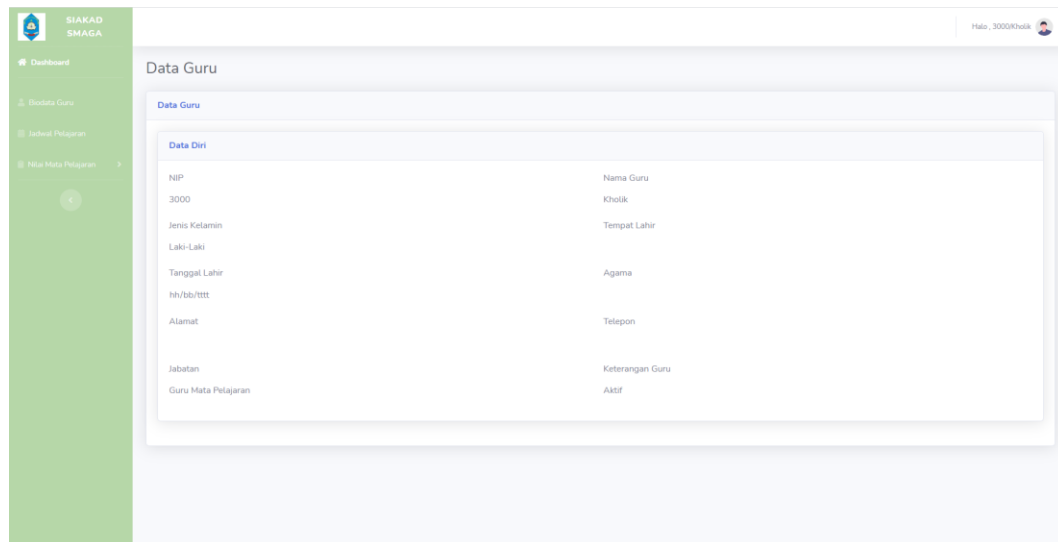 SIAKAD
SMAGA
Halo , 3000/Kholik
Dashboard
Biodata Guru
Jadwal Pelajaran
Nilai Mata Pelajaran
Data Guru
Data Guru
Data Diri
NIP
Nama Guru
3000
Kholik
Jenis Kelamin
Tempat Lahir
Laki-Laki
Tanggal Lahir
Agama
hh/bb/tttt
Alamat
Telepon
Jabatan
Keterangan Guru
Guru Mata Pelajaran
Aktif